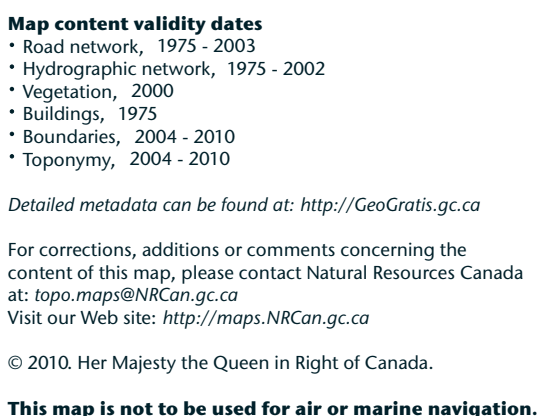 Map content validity dates
• Road network, 1975 - 2003
• Hydrographic network, 1975 - 2002
• Vegetation, 2000
• Buildings, 1975
• Boundaries, 2004 - 2010
• Toponymy, 2004 - 2010
Detailed metadata can be found at: http://GeoGratis.gc.ca
For corrections, additions or comments concerning the
content of this map, please contact Natural Resources Canada
at: topo.maps@NRCan.gc.ca
Visit our Web site: http://maps.NRCan.gc.ca
© 2010. Her Majesty the Queen in Right of Canada.
This map is not to be used for air or marine navigation.